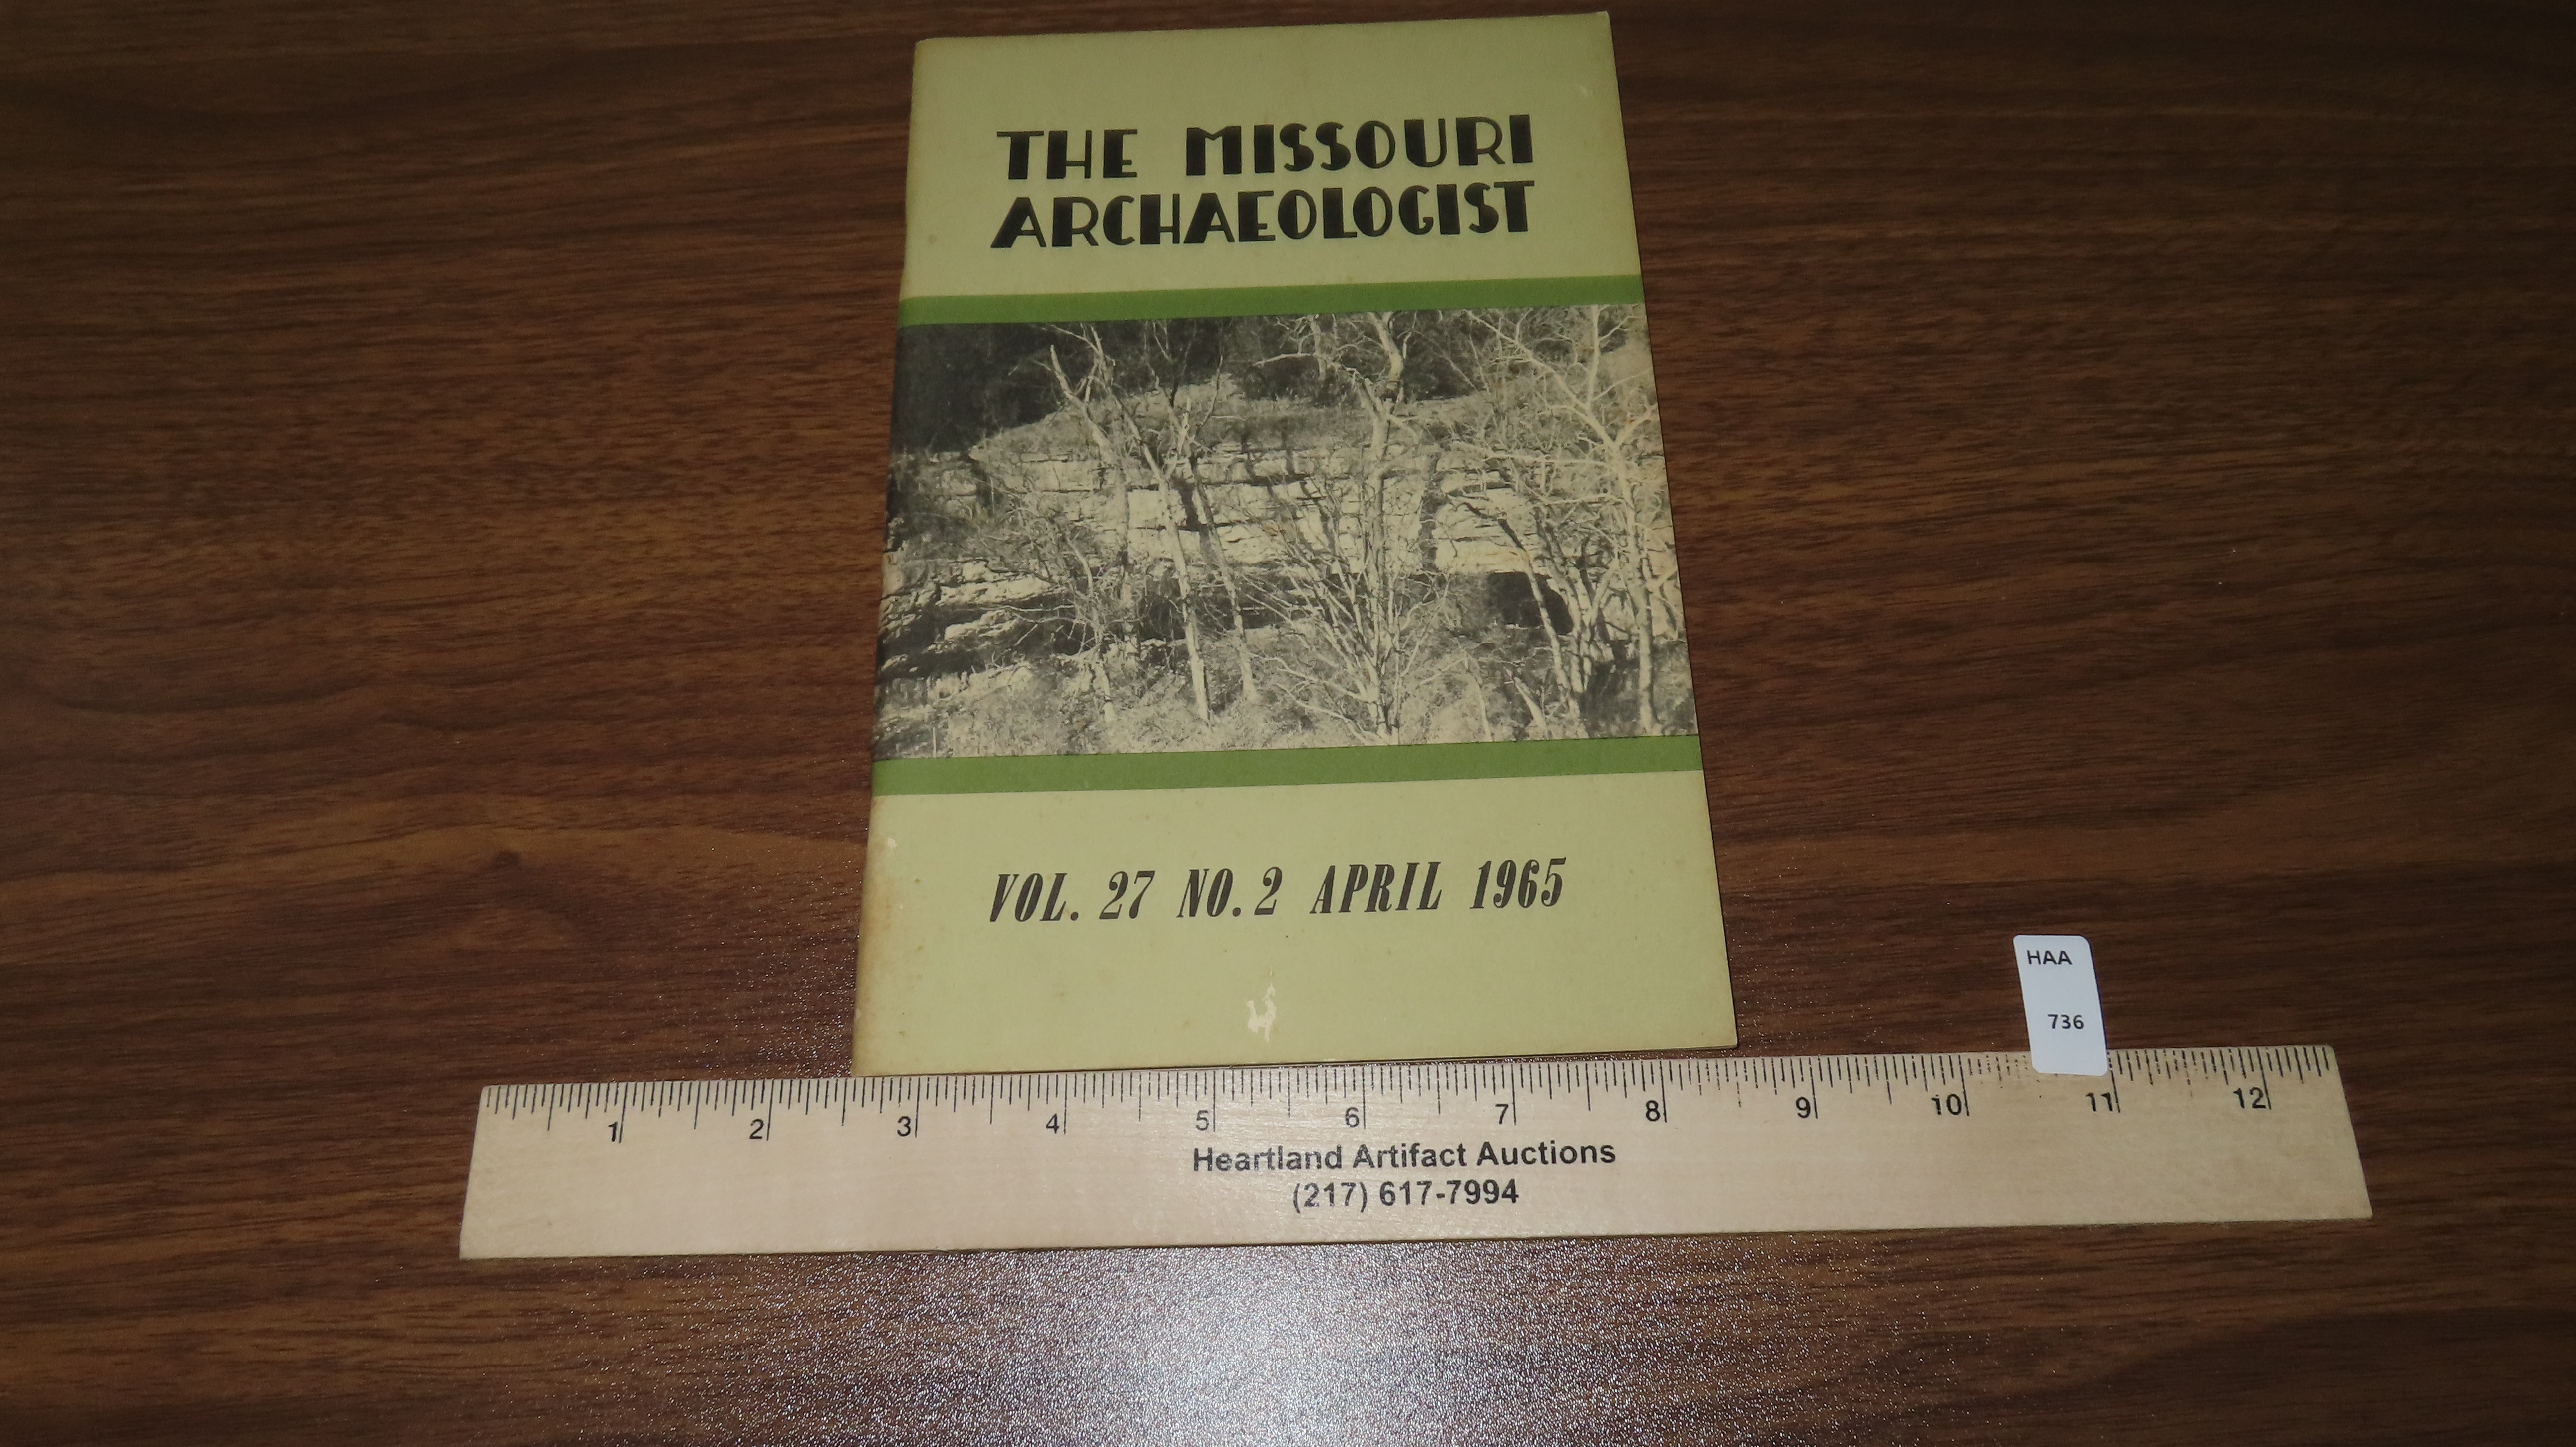 THE MISSOURI
ARCHAEOLOGIST
VOL. 27 NO. 2 APRIL 1965
HAA
736
1 2 3 4 5 6 7 8 9 10 11 12
Heartland Artifact Auctions
(217) 617-7994